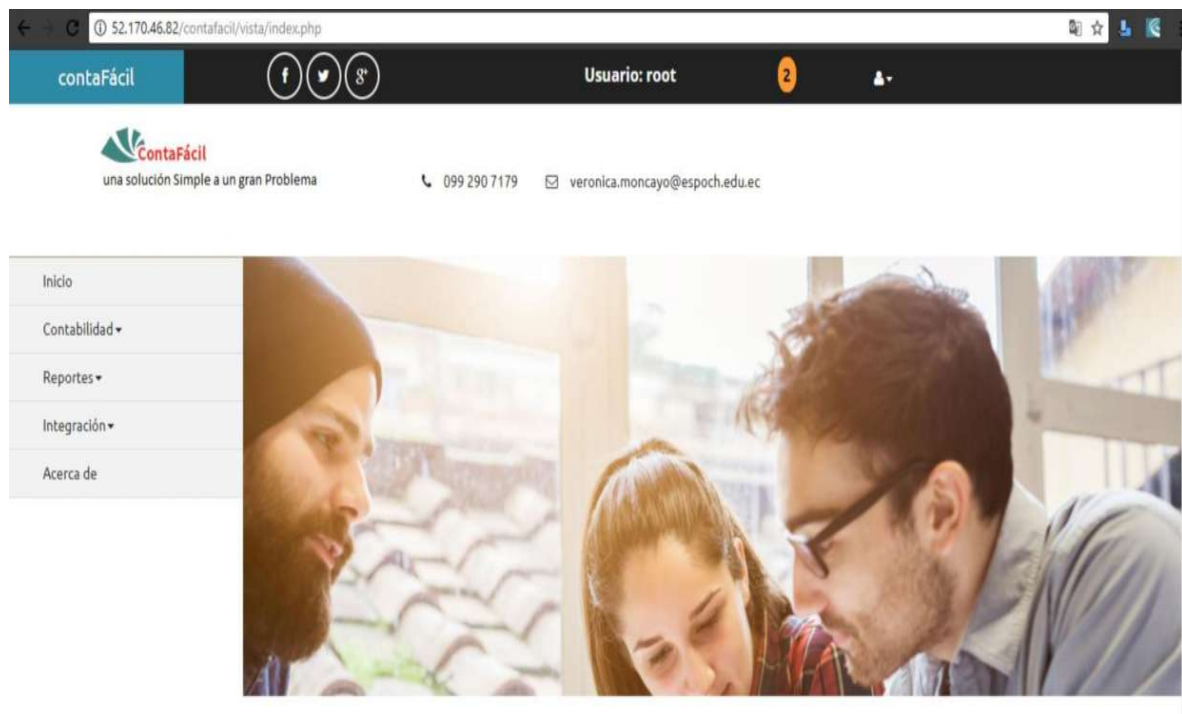 52.170.46.82/contafacil/vista/index.php
contaFácil
f
g+
Usuario: root
2
ContaFácil
una solución Simple a un gran Problema
099 290 7179
veronica.moncayo@espoch.edu.ec
Inicio
Contabilidad
Reportes
Integración
Acerca de